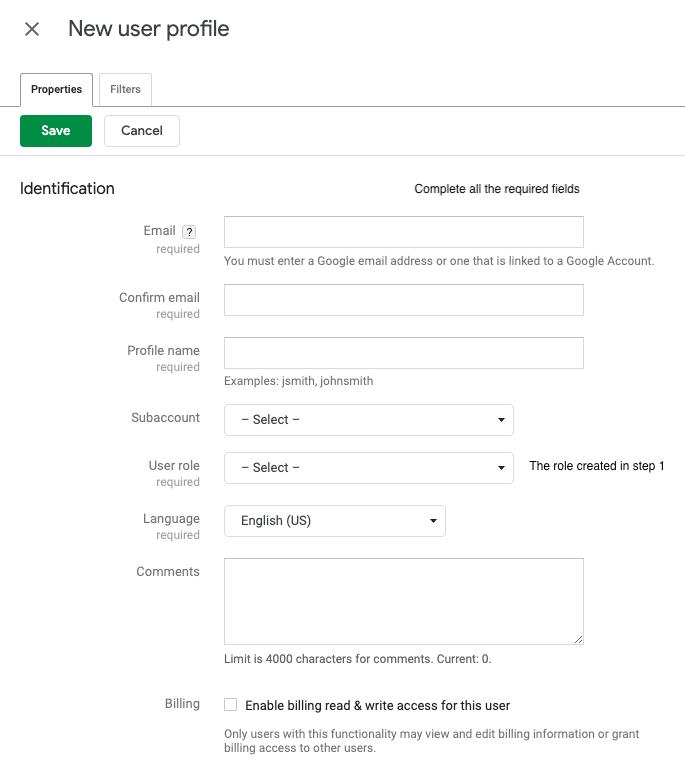 New user profile
Properties
Filters
Save
Cancel
Identification
Complete all the required fields
Email ?
required
You must enter a Google email address or one that is linked to a Google Account.
Confirm email
required
Profile name
required
Examples: jsmith, johnsmith
Subaccount
– Select –
User role
required
– Select –
The role created in step 1
Language
required
English (US)
Comments
Limit is 4000 characters for comments. Current: 0.
Billing
Enable billing read & write access for this user
Only users with this functionality may view and edit billing information or grant
billing access to other users.